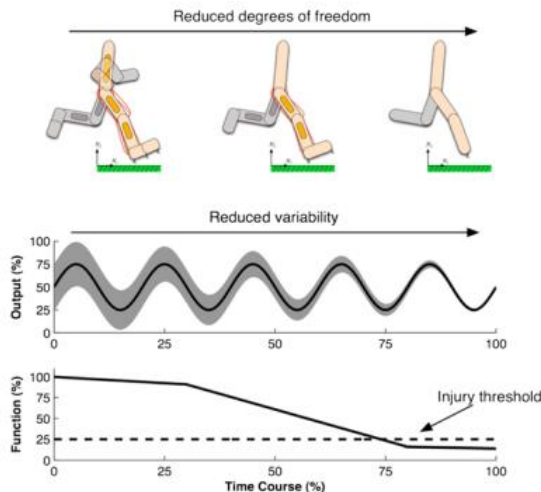 Reduced degrees of freedom
Reduced variability
Output (%)
100
75
50
25
0
0 25 50 75 100
Injury threshold
Function (%)
100
75
50
25
0
0 25 50 75 100
Time Course (%)